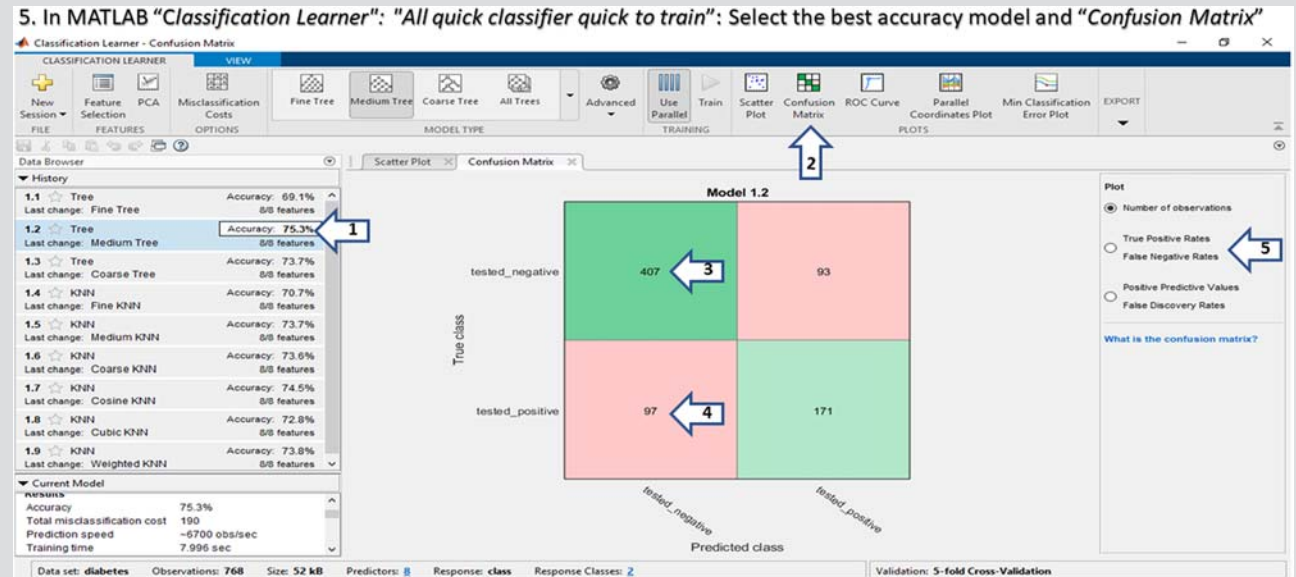 5. In MATLAB "Classification Learner": "All quick classifier quick to train": Select the best accuracy model and "Confusion Matrix"
Classification Learner - Confusion Matrix
CLASSIFICATION LEARNER VIEW
New Session Feature Selection PCA Misclassification Costs Fine Tree Medium Tree Coarse Tree All Trees Advanced Use Parallel Train Scatter Plot Confusion Matrix ROC Curve Parallel Coordinates Plot Min Classification Error Plot EXPORT
FILE FEATURES OPTIONS MODEL TYPE TRAINING PLOTS
2
Data Browser
Scatter Plot Confusion Matrix
History
1.1 Tree Accuracy: 69.1%
Last change: Fine Tree 8/8 features
1.2 Tree Accuracy: 75.3%
Last change: Medium Tree 8/8 features
1
1.3 Tree Accuracy: 73.7%
Last change: Coarse Tree 8/8 features
1.4 KNN Accuracy: 70.7%
Last change: Fine KNN 8/8 features
1.5 KNN Accuracy: 73.7%
Last change: Medium KNN 8/8 features
1.6 KNN Accuracy: 73.6%
Last change: Coarse KNN 8/8 features
1.7 KNN Accuracy: 74.5%
Last change: Cosine KNN 8/8 features
1.8 KNN Accuracy: 72.8%
Last change: Cubic KNN 8/8 features
1.9 KNN Accuracy: 73.8%
Last change: Weighted KNN 8/8 features
Current Model
Results
Accuracy 75.3%
Total misclassification cost 190
Prediction speed ~6700 obs/sec
Training time 7.996 sec
Model 1.2
True class
tested_negative 407 3 93
tested_positive 97 4 171
tested_negative tested_positive
Predicted class
Plot
Number of observations
True Positive Rates
False Negative Rates
5
Positive Predictive Values
False Discovery Rates
What is the confusion matrix?
Data set: diabetes Observations: 768 Size: 52 kB Predictors: 8 Response: class Response Classes: 2 Validation: 5-fold Cross-Validation